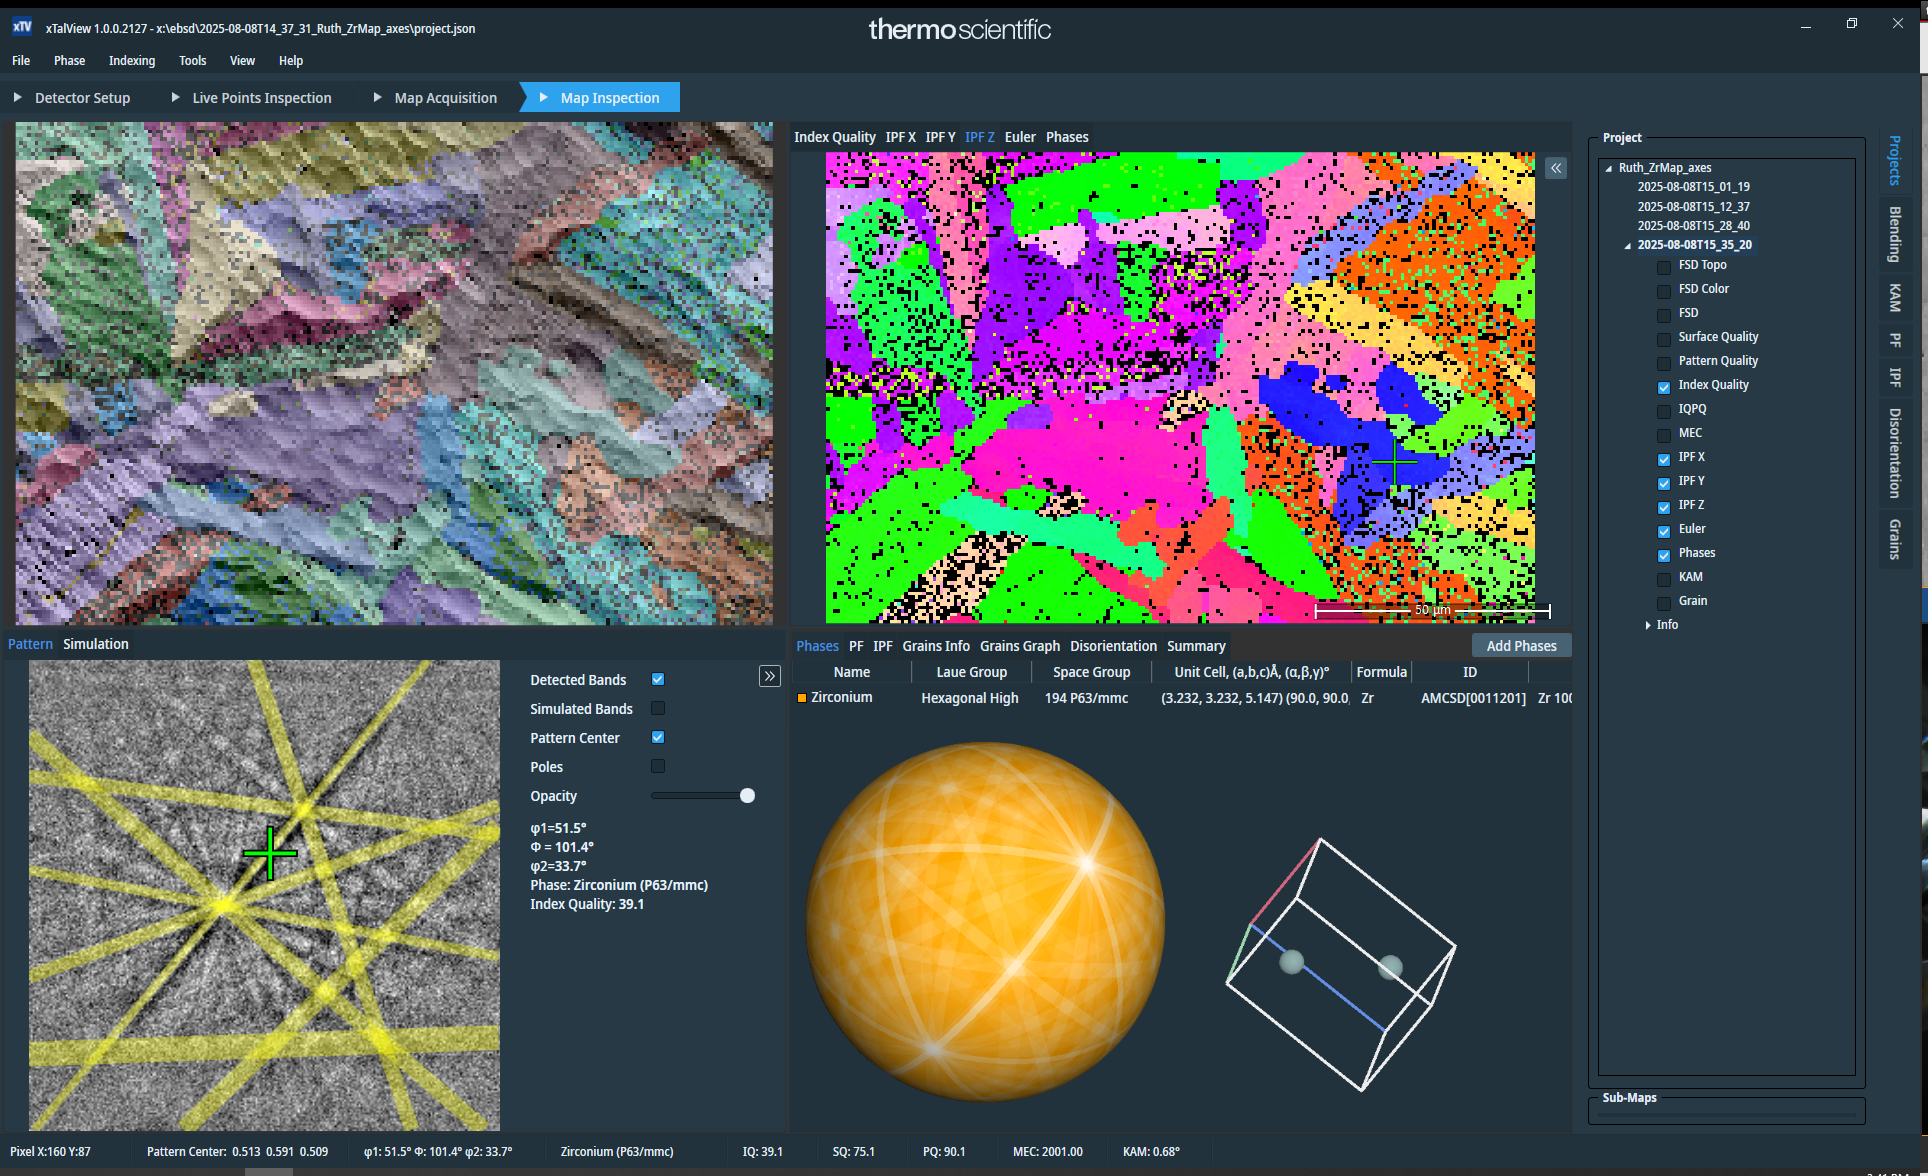 xTV xTalView 1.0.0.2127 - x:\ebsd\2025-08-08T14_37_31_Ruth_ZrMap_axes\project.json
thermo scientific
File Phase Indexing Tools View Help
Detector Setup Live Points Inspection Map Acquisition Map Inspection
Index Quality IPF X IPF Y IPF Z Euler Phases
50 µm
Pattern Simulation
Detected Bands
Simulated Bands
Pattern Center
Poles
Opacity
φ1=51.5°
Φ = 101.4°
φ2=33.7°
Phase: Zirconium (P63/mmc)
Index Quality: 39.1
Phases PF IPF Grains Info Grains Graph Disorientation Summary Add Phases
Name Laue Group Space Group Unit Cell, (a,b,c)Å, (α,β,γ)° Formula ID
Zirconium Hexagonal High 194 P63/mmc (3.232, 3.232, 5.147) (90.0, 90.0, Zr AMCSD[0011201] Zr 100
Project
Ruth_ZrMap_axes
2025-08-08T15_01_19
2025-08-08T15_12_37
2025-08-08T15_28_40
2025-08-08T15_35_20
FSD Topo
FSD Color
FSD
Surface Quality
Pattern Quality
Index Quality
IQPQ
MEC
IPF X
IPF Y
IPF Z
Euler
Phases
KAM
Grain
Info
Sub-Maps
Projects
Blending
KAM
PF
IPF
Disorientation
Grains
Pixel X:160 Y:87 Pattern Center: 0.513 0.591 0.509 φ1: 51.5° Φ: 101.4° φ2: 33.7° Zirconium (P63/mmc) IQ: 39.1 SQ: 75.1 PQ: 90.1 MEC: 2001.00 KAM: 0.68°